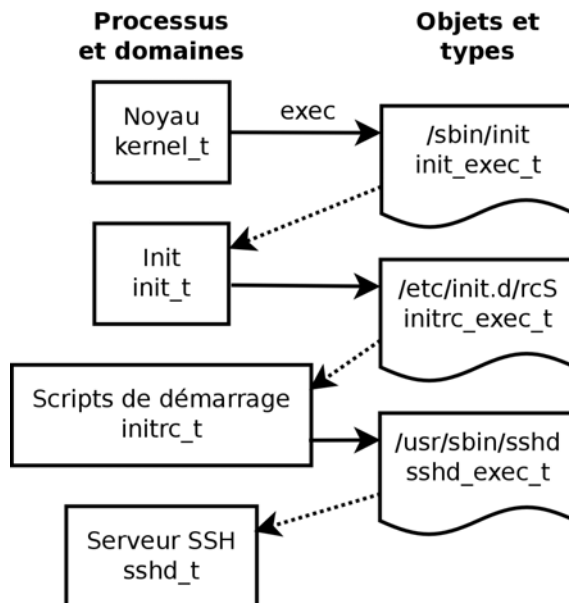 Processus
et domaines
Objets et
types
Noyau
kernel_t
exec
/sbin/init
init_exec_t
Init
init_t
/etc/init.d/rcS
initrc_exec_t
Scripts de démarrage
initrc_t
/usr/sbin/sshd
sshd_exec_t
Serveur SSH
sshd_t